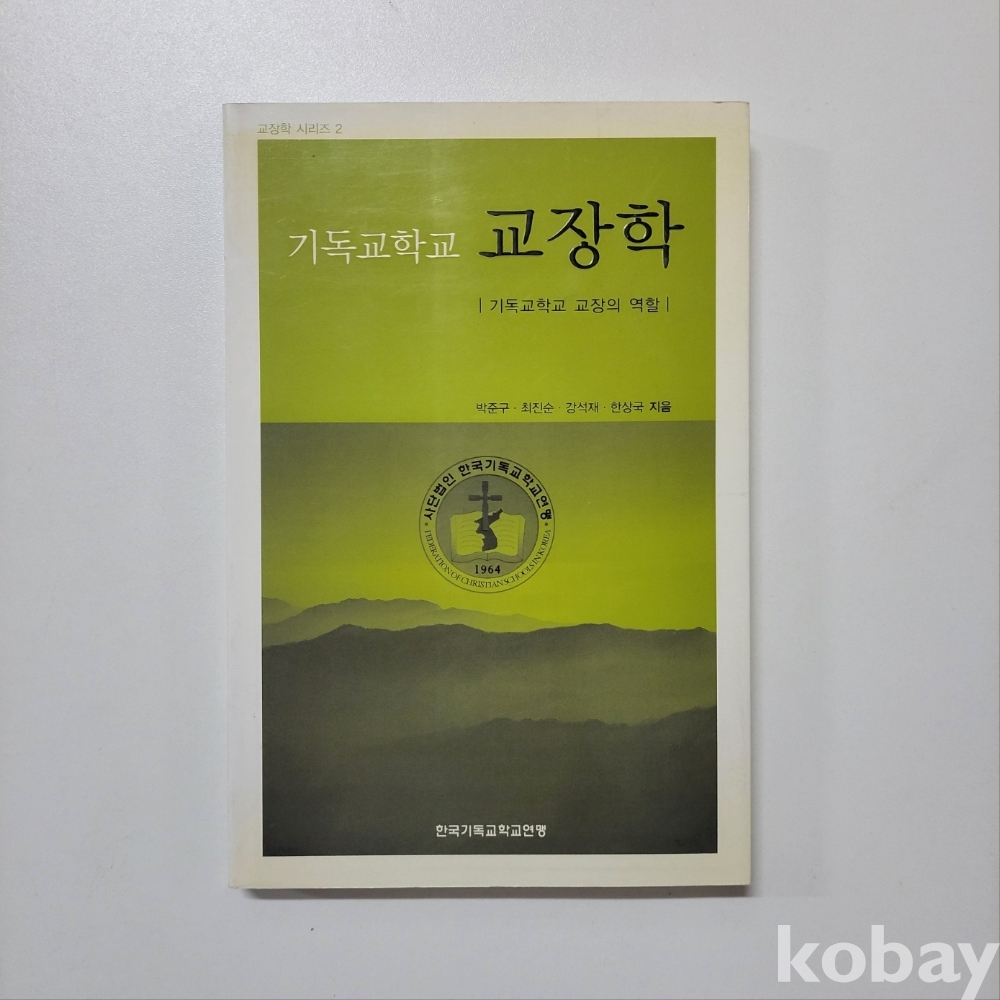 교장학 시리즈 2
기독교학교 교장학
| 기독교학교 교장의 역할 |
박준구 · 최진순 · 강석재 · 한상국 지음
* 사단법인 한국기독교학교연맹 *
FEDERATION OF CHRISTIAN SCHOOLS IN KOREA
1964
한국기독교학교연맹
kobay